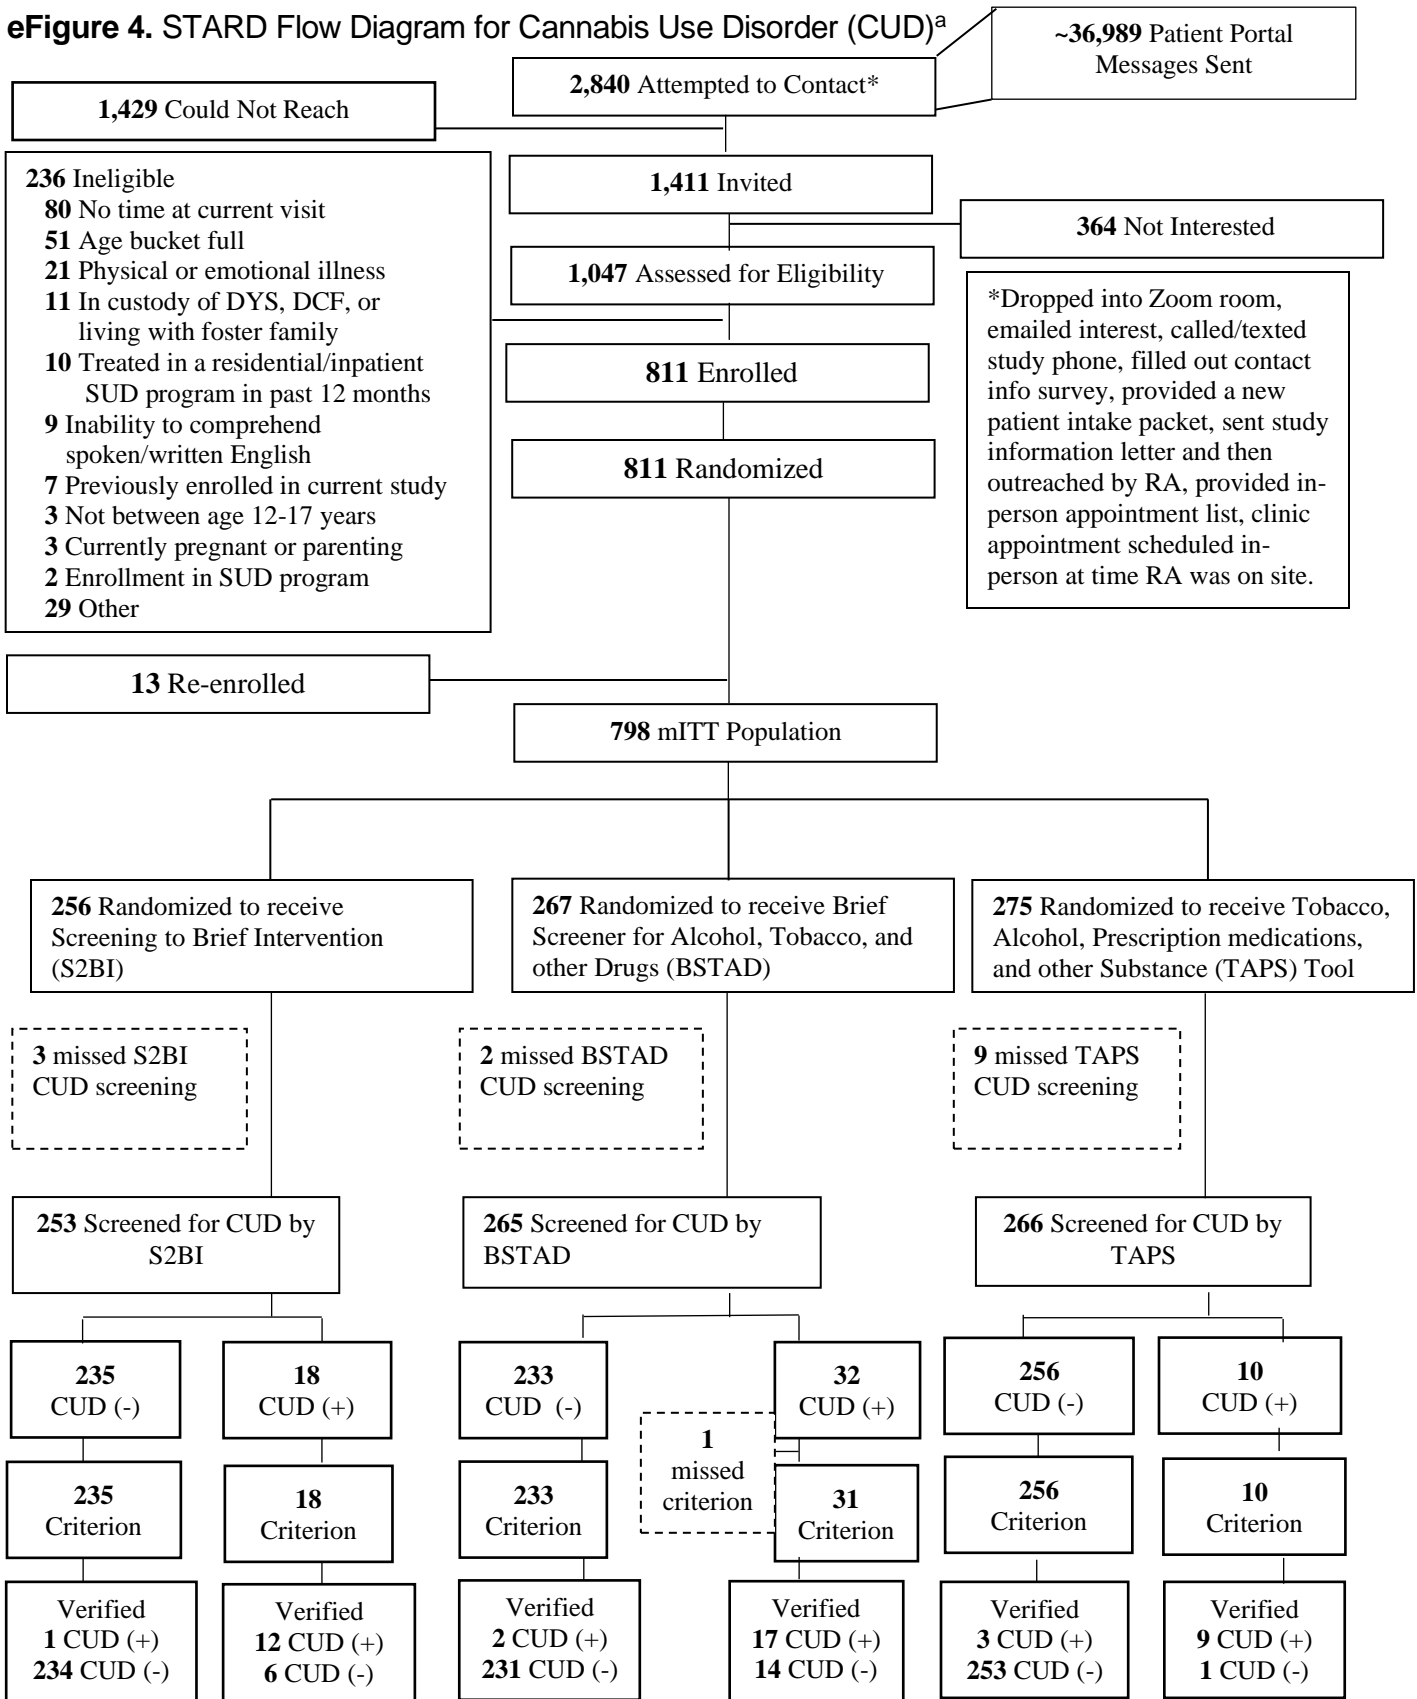 eFigure 4. STARD Flow Diagram for Cannabis Use Disorder (CUD)a
~36,989 Patient Portal
Messages Sent
2,840 Attempted to Contact*
1,429 Could Not Reach
1,411 Invited
236 Ineligible
80 No time at current visit
51 Age bucket full
21 Physical or emotional illness
11 In custody of DYS, DCF, or
living with foster family
10 Treated in a residential/inpatient
SUD program in past 12 months
9 Inability to comprehend
spoken/written English
7 Previously enrolled in current study
3 Not between age 12-17 years
3 Currently pregnant or parenting
2 Enrollment in SUD program
29 Other
364 Not Interested
1,047 Assessed for Eligibility
*Dropped into Zoom room,
emailed interest, called/texted
study phone, filled out contact
info survey, provided a new
patient intake packet, sent study
information letter and then
outreached by RA, provided in-
person appointment list, clinic
appointment scheduled in-
person at time RA was on site.
811 Enrolled
811 Randomized
13 Re-enrolled
798 mITT Population
256 Randomized to receive
Screening to Brief Intervention
(S2BI)
267 Randomized to receive Brief
Screener for Alcohol, Tobacco, and
other Drugs (BSTAD)
275 Randomized to receive Tobacco,
Alcohol, Prescription medications,
and other Substance (TAPS) Tool
3 missed S2BI
CUD screening
2 missed BSTAD
CUD screening
9 missed TAPS
CUD screening
253 Screened for CUD by
S2BI
265 Screened for CUD by
BSTAD
266 Screened for CUD by
TAPS
235
CUD (-)
18
CUD (+)
233
CUD (-)
32
CUD (+)
256
CUD (-)
10
CUD (+)
1
missed
criterion
235
Criterion
18
Criterion
233
Criterion
31
Criterion
256
Criterion
10
Criterion
Verified
1 CUD (+)
234 CUD (-)
Verified
12 CUD (+)
6 CUD (-)
Verified
2 CUD (+)
231 CUD (-)
Verified
17 CUD (+)
14 CUD (-)
Verified
3 CUD (+)
253 CUD (-)
Verified
9 CUD (+)
1 CUD (-)